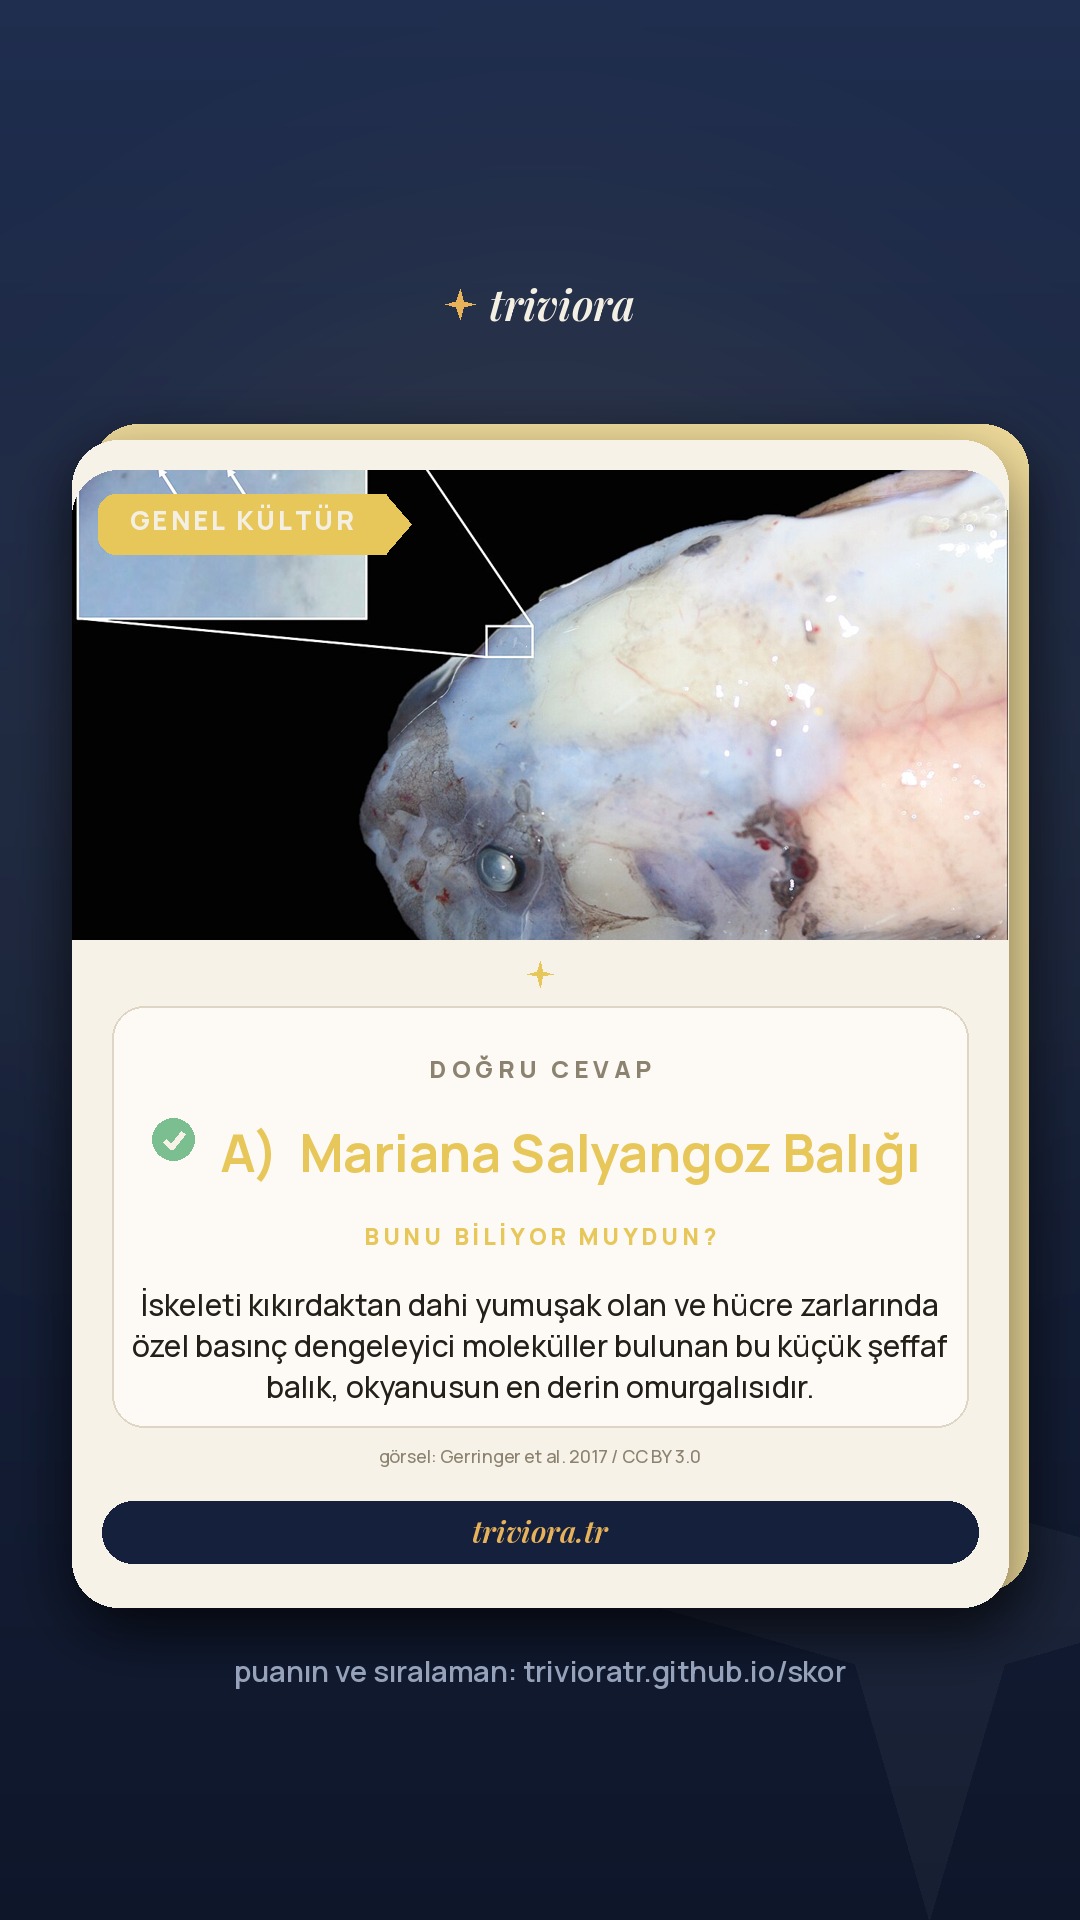 triviora
GENEL KÜLTÜR
DOĞRU CEVAP
A) Mariana Salyangoz Balığı
BUNU BİLİYOR MUYDUN?
İskeleti kıkırdaktan dahi yumuşak olan ve hücre zarlarında
özel basınç dengeleyici moleküller bulunan bu küçük şeffaf
balık, okyanusun en derin omurgalısıdır.
görsel: Gerringer et al. 2017 / CC BY 3.0
triviora.tr
puanın ve sıralaman: trivioratr.github.io/skor